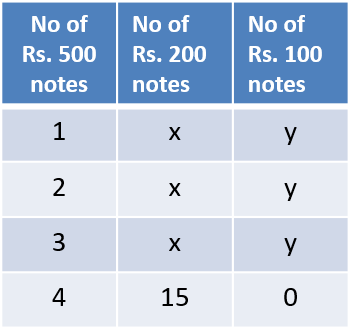 No of Rs. 500 notes No of Rs. 200 notes No of Rs. 100 notes
1 x y
2 x y
3 x y
4 15 0